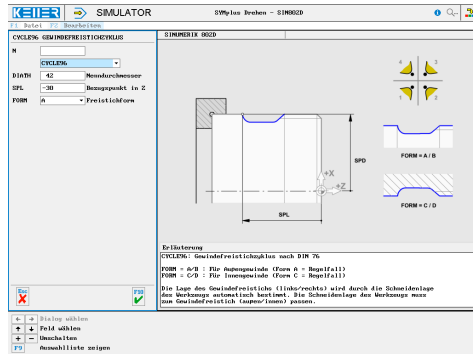 KELLER SIMULATOR SYMplus Drehen - SIN802D
F1 Datei F2 Bearbeiten
CYCLE96 GEWINDEFREISTICHZYKLUS
SINUMERIK 802D
N
CYCLE96
DIATH 42 Nenndurchmesser
SPL -30 Bezugspunkt in Z
FORM A Freistichform
4 2
1 3
SPD
+X
+Z
SPL
FORM = A / B
FORM = C / D
Erläuterung
CYCLE96: Gewindefreistichzyklus nach DIN 76
FORM = A/B : Für Außengewinde (Form A = Regelfall)
FORM = C/D : Für Innengewinde (Form C = Regelfall)
Die Lage des Gewindefreistichs (links/rechts) wird durch die Schneidenlage
des Werkzeugs automatisch bestimmt. Die Schneidenlage des Werkzeugs muss
zum Gewindefreistich (außen/innen) passen.
Esc F10
Dialog wählen
Feld wählen
+ - Umschalten
F9 Auswahlliste zeigen